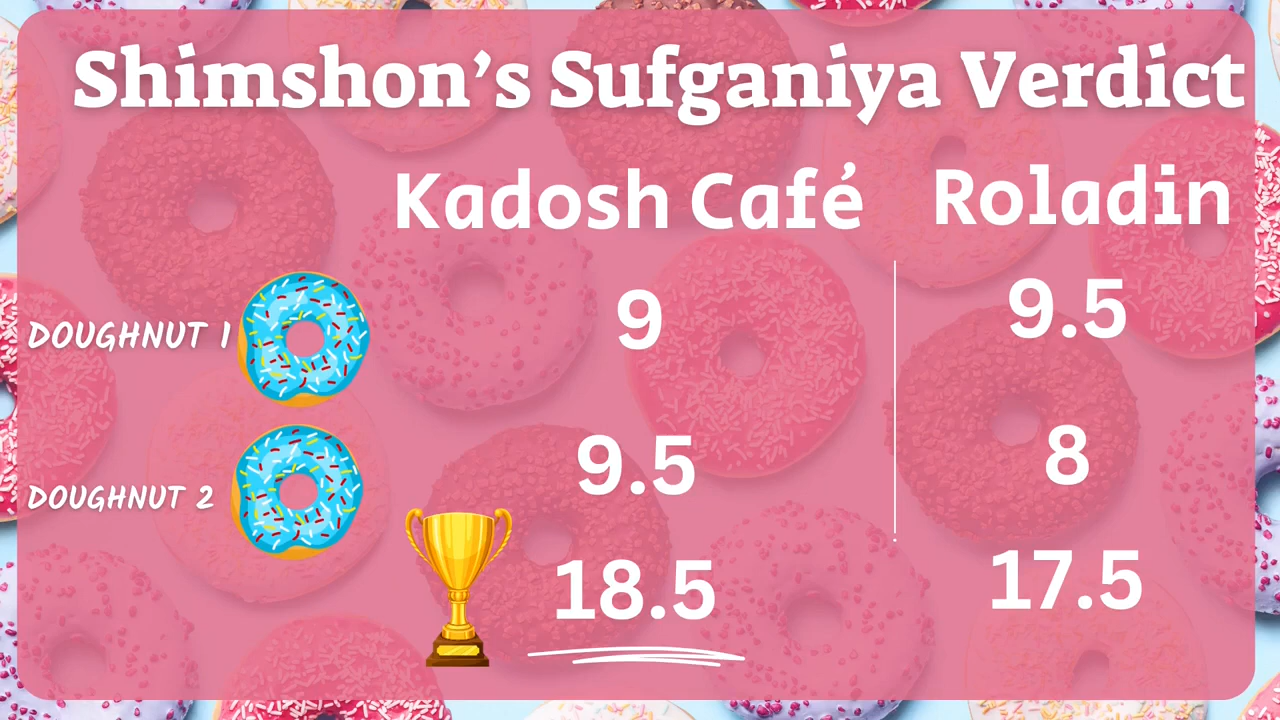 Shimshon’s Sufganiya Verdict
Kadosh Café Roladin
DOUGHNUT 1 9 9.5
DOUGHNUT 2 9.5 8
18.5 17.5